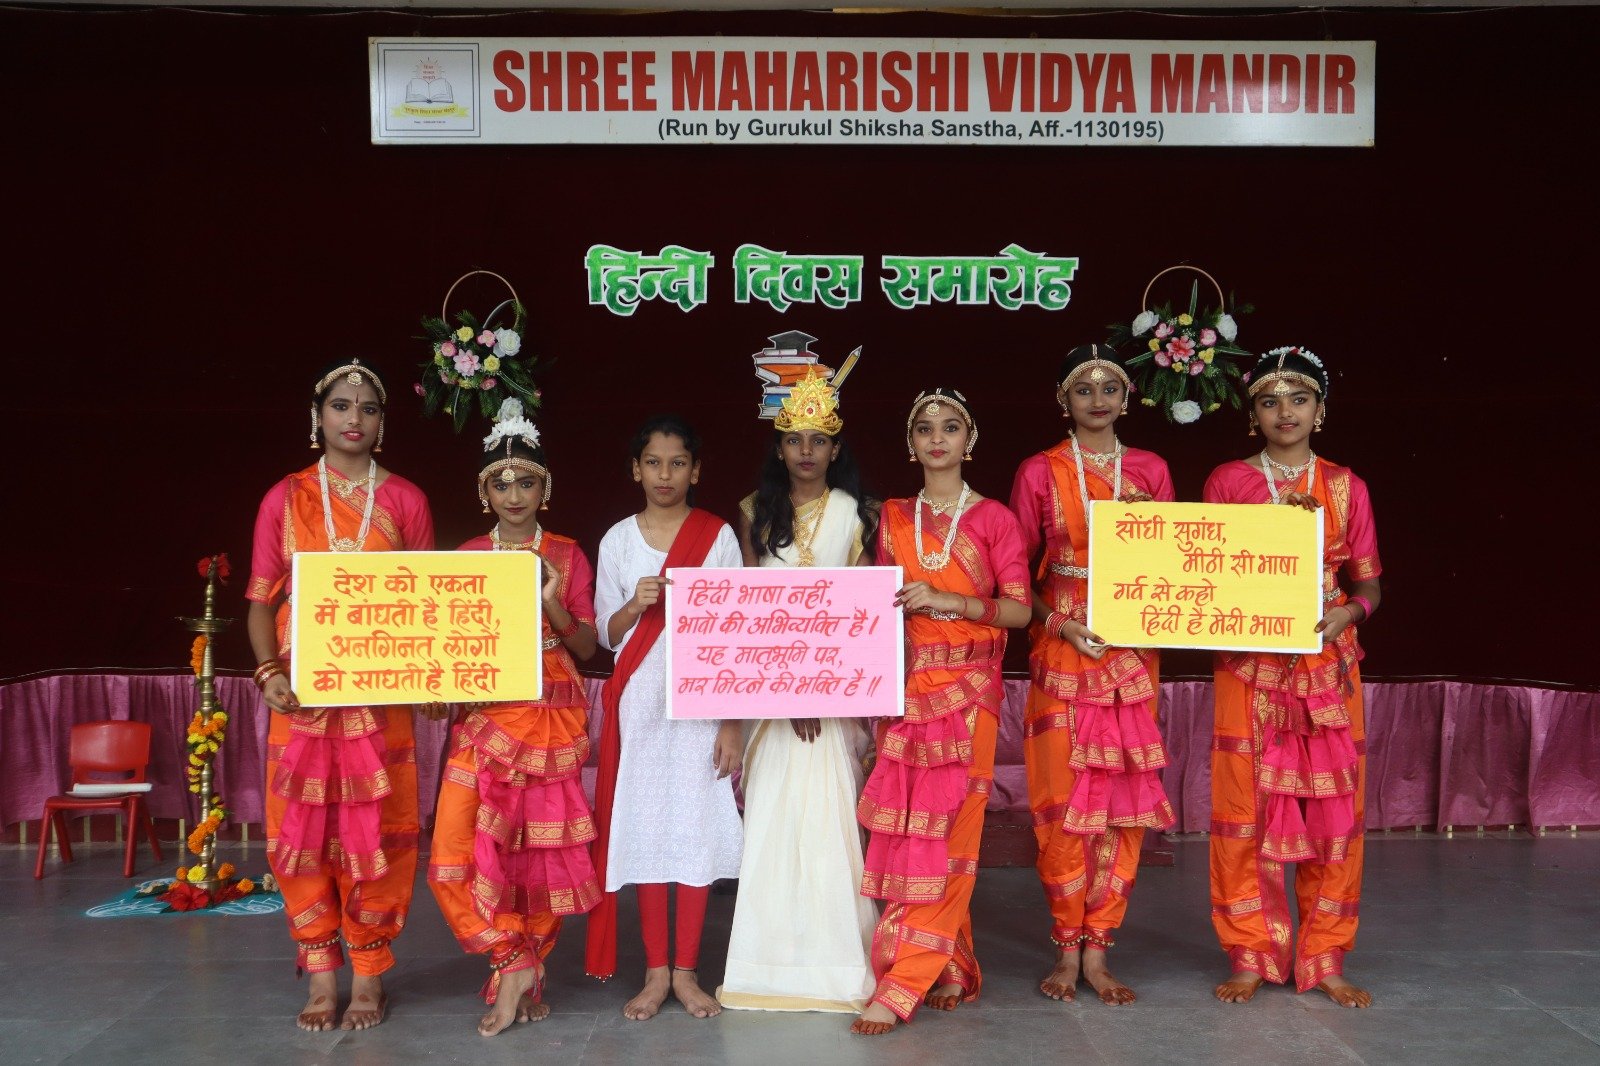 SHREE MAHARISHI VIDYA MANDIR
(Run by Gurukul Shiksha Sanstha, Aff.-1130195)
हिन्दी दिवस समारोह
देश को एकता
में बांधती है हिंदी,
अनगिनत लोगों
को साधती है हिंदी
हिंदी भाषा नहीं,
भावों की अभिव्यक्ति है।
यह मातृभूमि पर,
मर मिटने की भक्ति है॥
सोंधी सुगंध,
मीठी सी भाषा
गर्व से कहो
हिंदी है मेरी भाषा